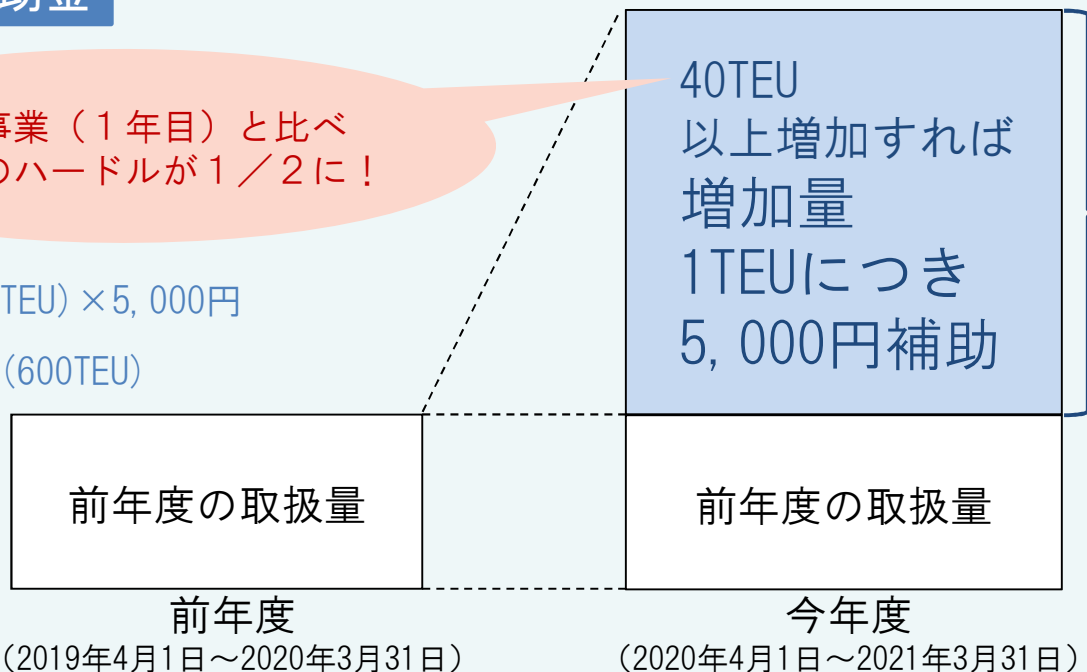 助金
事業（１年目）と比べ
のハードルが１／２に！
TEU)×5,000円
(600TEU)
40TEU
以上増加すれば
増加量
1TEUにつき
5,000円補助
前年度の取扱量
前年度の取扱量
前年度
（2019年4月1日～2020年3月31日）
今年度
（2020年4月1日～2021年3月31日）